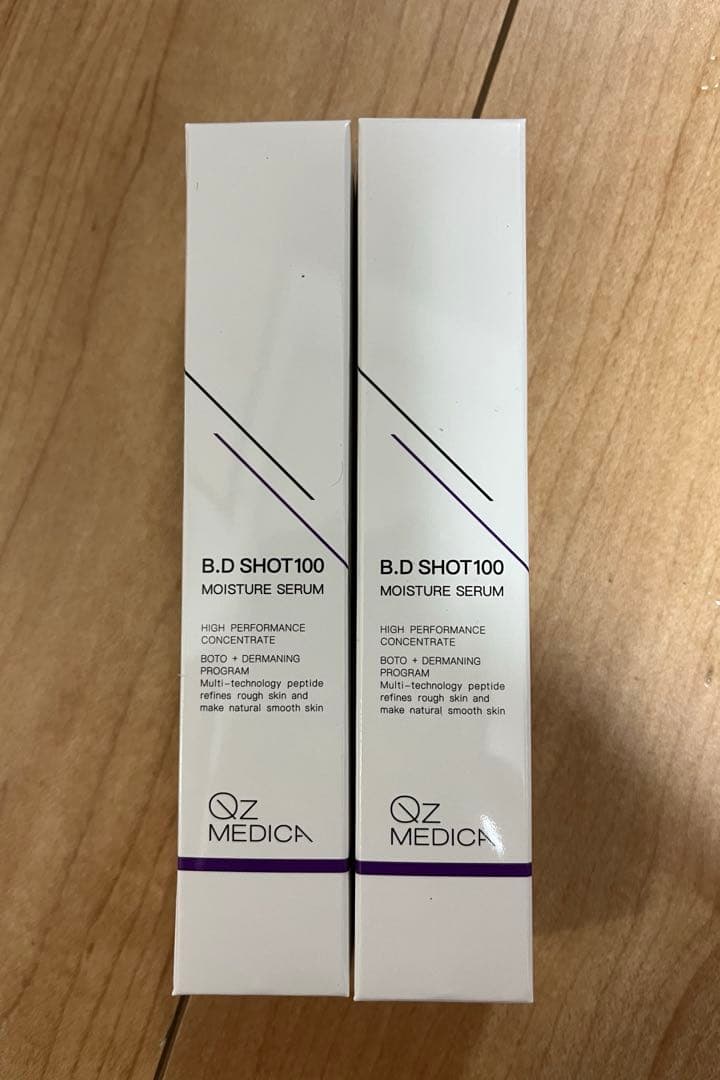 B.D SHOT100
MOISTURE SERUM
HIGH PERFORMANCE
CONCENTRATE
BOTO + DERMANING
PROGRAM
Multi-technology peptide
refines rough skin and
make natural smooth skin
Qz
MEDICA
B.D SHOT100
MOISTURE SERUM
HIGH PERFORMANCE
CONCENTRATE
BOTO + DERMANING
PROGRAM
Multi-technology peptide
refines rough skin and
make natural smooth skin
Qz
MEDICA